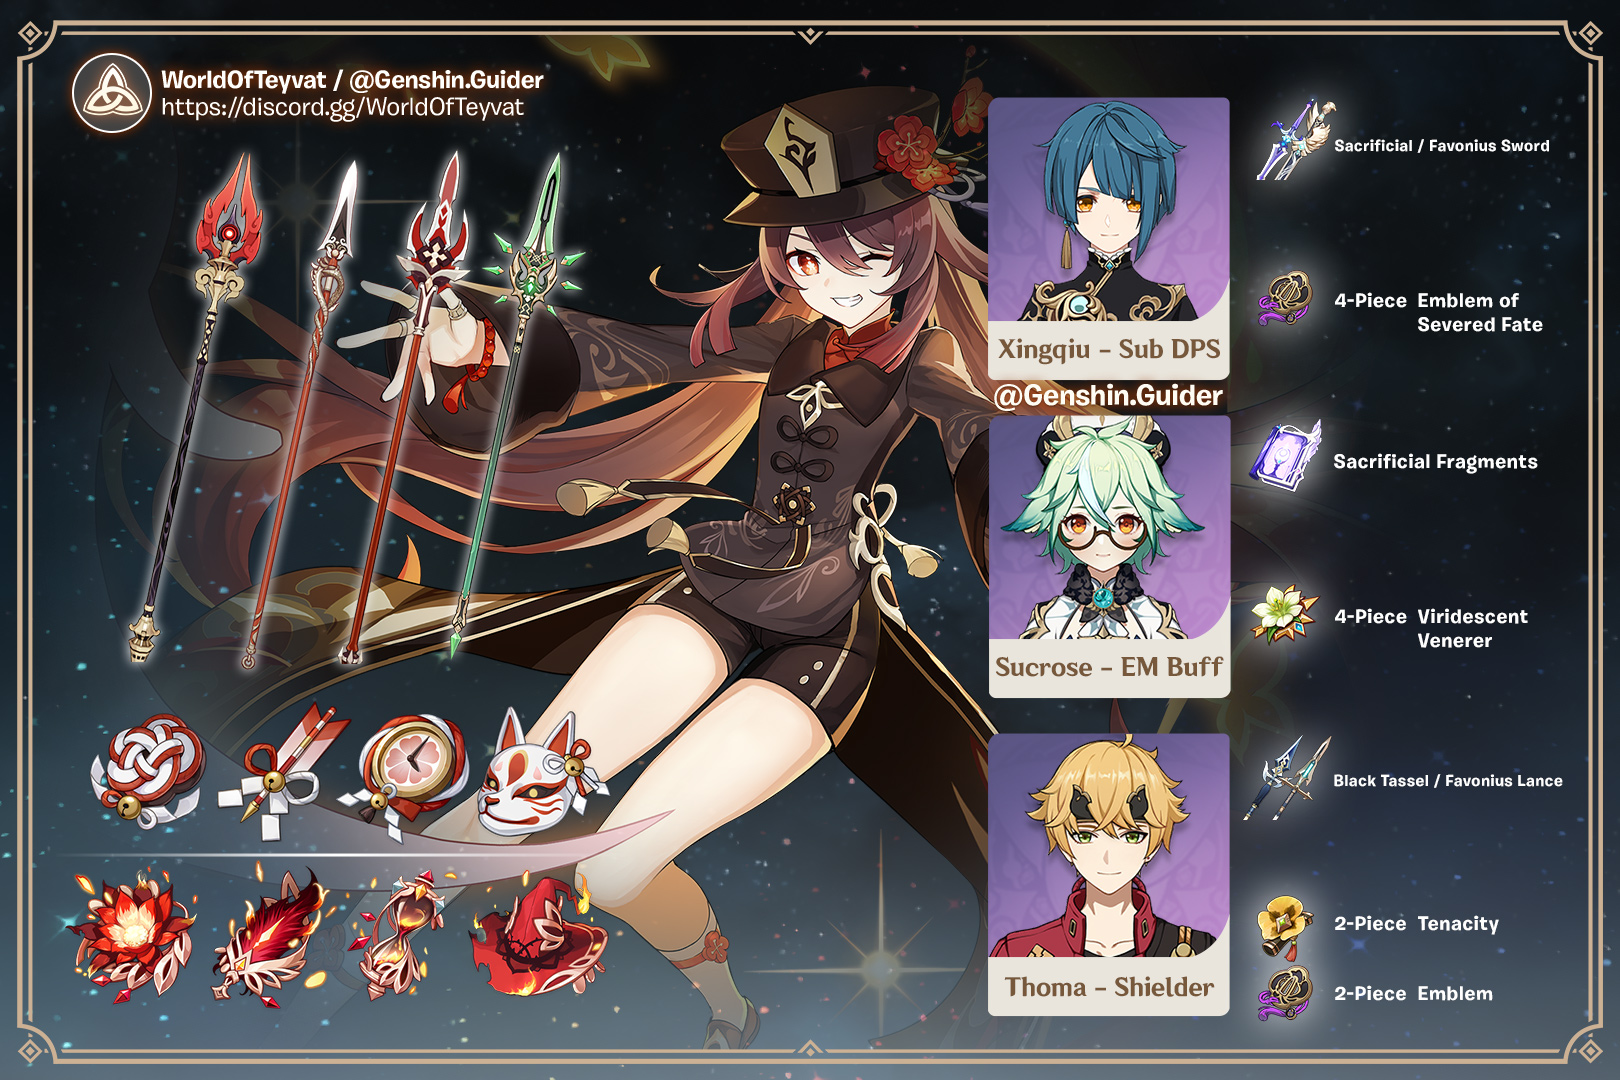 WorldOfTeyvat / @Genshin.Guider
https://discord.gg/WorldOfTeyvat
Sacrificial / Favonius Sword
4-Piece Emblem of
Severed Fate
Xingqiu - Sub DPS
@Genshin.Guider
Sacrificial Fragments
4-Piece Viridescent
Venerer
Sucrose - EM Buff
Black Tassel / Favonius Lance
2-Piece Tenacity
Thoma - Shielder
2-Piece Emblem